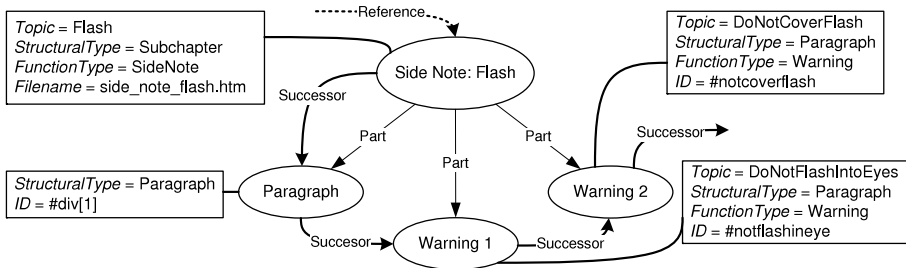 Reference
Topic = Flash
StructuralType = Subchapter
FunctionType = SideNote
Filename = side_note_flash.htm
Side Note: Flash
Topic = DoNotCoverFlash
StructuralType = Paragraph
FunctionType = Warning
ID = #notcoverflash
Successor
Part
Part
Part
Successor
StructuralType = Paragraph
ID = #div[1]
Paragraph
Warning 2
Topic = DoNotFlashIntoEyes
StructuralType = Paragraph
FunctionType = Warning
ID = #notflashineye
Succesor
Warning 1
Successor